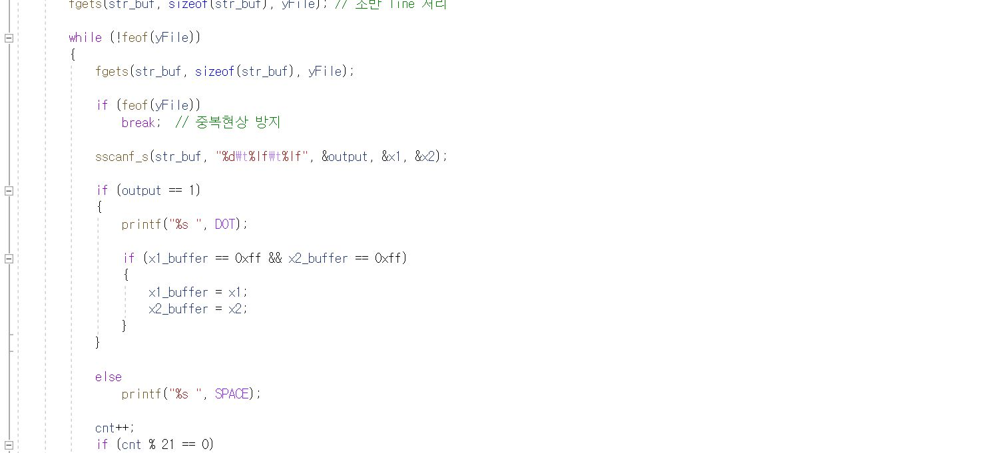 fgets(str_buf, sizeof(str_buf), yFile); // 초반 line 처리
while (!feof(yFile))
{
fgets(str_buf, sizeof(str_buf), yFile);
if (feof(yFile))
break; // 중복현상 방지
sscanf_s(str_buf, "%d₩t%lf₩t%lf", &output, &x1, &x2);
if (output == 1)
{
printf("%s ", DOT);
if (x1_buffer == 0xff && x2_buffer == 0xff)
{
x1_buffer = x1;
x2_buffer = x2;
}
}
else
printf("%s ", SPACE);
cnt++;
if (cnt % 21 == 0)